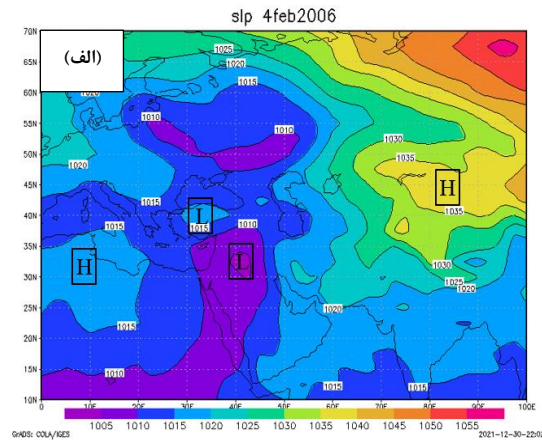 slp 4feb2006
(الف)
70N
65N
60N
55N
50N
45N
40N
35N
30N
25N
20N
15N
10N
1025
1020
1015
1020
1010
1010
1030
1020
1035
1015
1015
L
H
1035
1015
1010
1015
H
L
1030
1025
1020
1015
1020
1010
1015
1015
0
10E
20E
30E
40E
50E
60E
70E
80E
90E
100E
1005 1010 1015 1020 1025 1030 1035 1040 1045 1050 1055
GrADS: COLA/IGES
2021-12-30-22:0